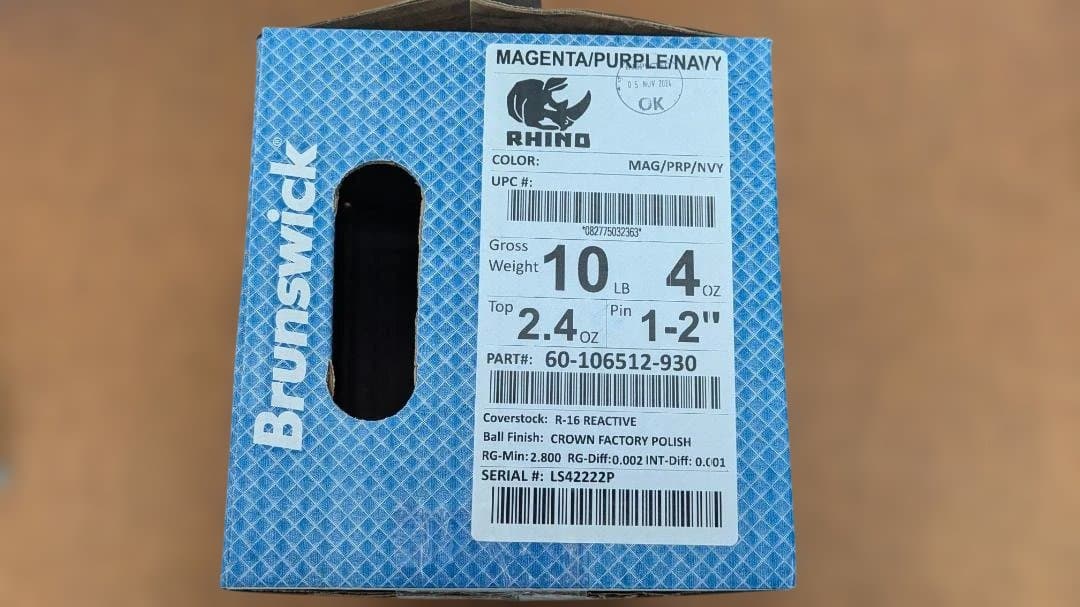 Brunswick®
MAGENTA/PURPLE/NAVY
05 NOV 2024
OK
RHINO
COLOR: MAG/PRP/NVY
UPC #:
*082775032363*
Gross Weight 10 LB 4 OZ
Top 2.4 OZ Pin 1-2"
PART#: 60-106512-930
Coverstock: R-16 REACTIVE
Ball Finish: CROWN FACTORY POLISH
RG-Min: 2.800 RG-Diff: 0.002 INT-Diff: 0.001
SERIAL #: LS42222P